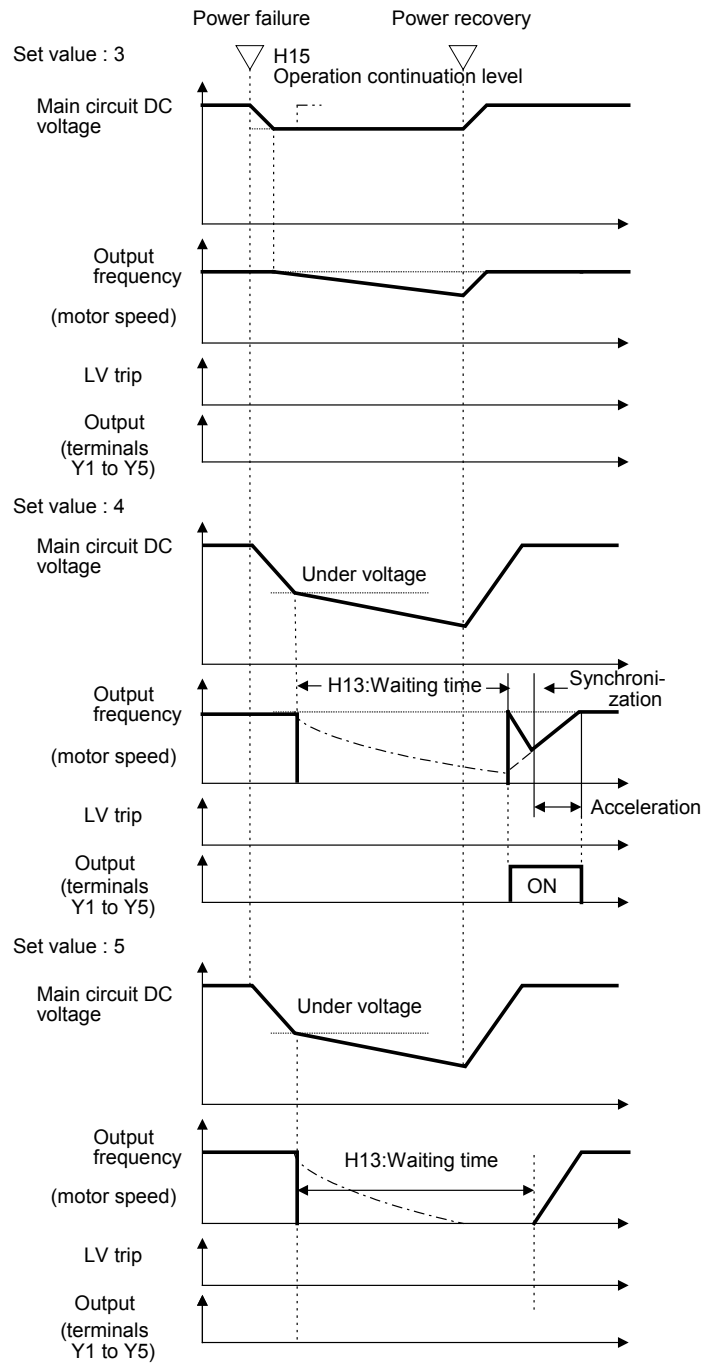 Power failure
Power recovery
Set value : 3
H15
Operation continuation level
Main circuit DC
voltage
Output
frequency
(motor speed)
LV trip
Output
(terminals
Y1 to Y5)
Set value : 4
Main circuit DC
voltage
Under voltage
H13:Waiting time
Synchroni-
zation
Output
frequency
(motor speed)
Acceleration
LV trip
Output
(terminals
Y1 to Y5)
ON
Set value : 5
Main circuit DC
voltage
Under voltage
Output
frequency
H13:Waiting time
(motor speed)
LV trip
Output
(terminals
Y1 to Y5)